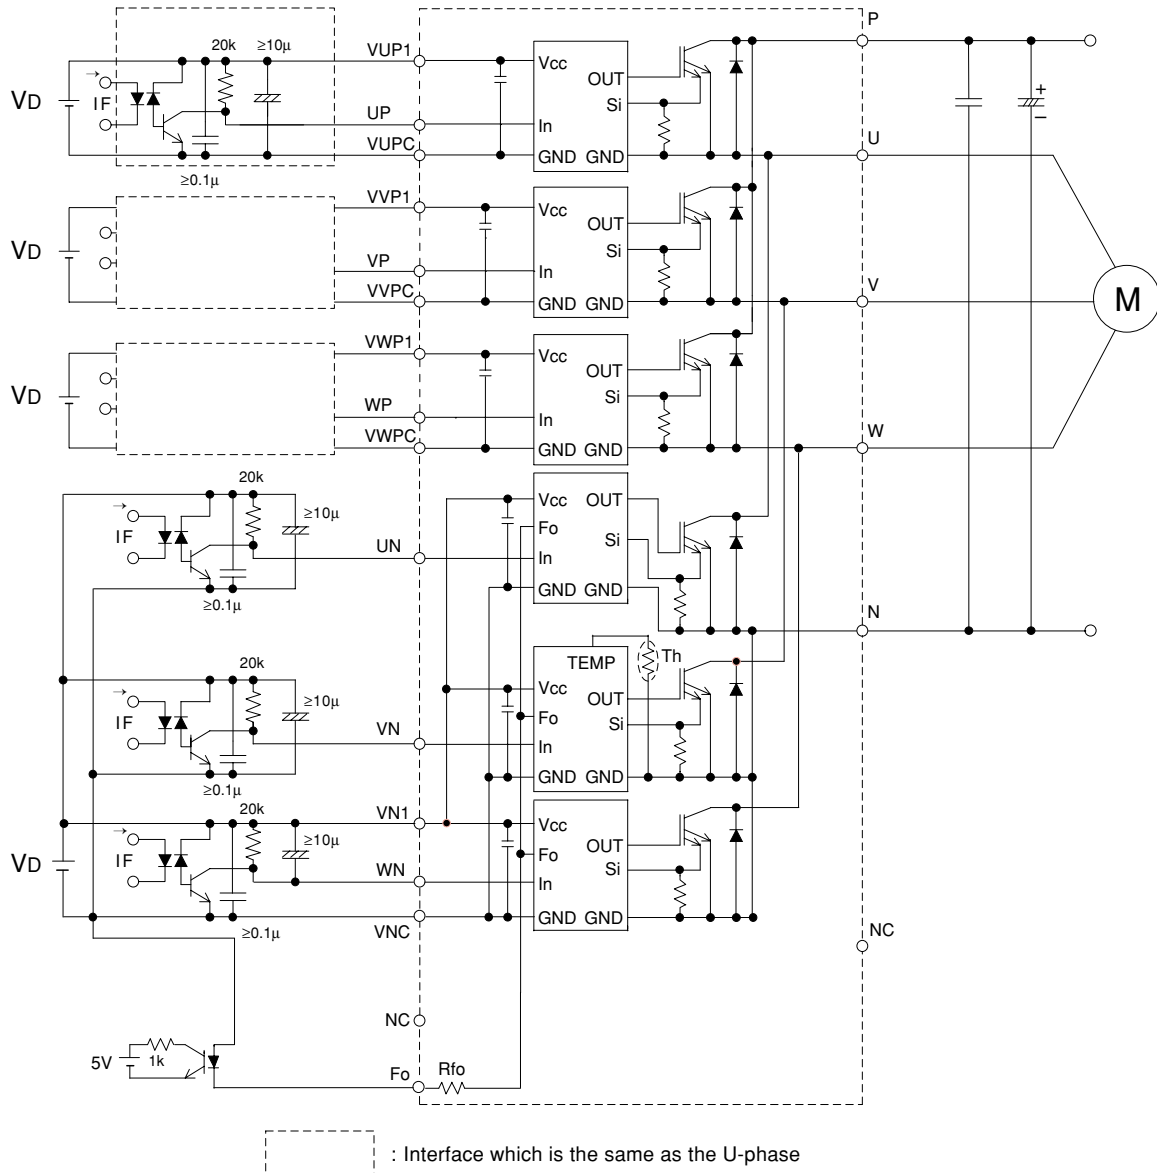 P
20k
≥10µ
VUP1
Vcc
OUT
VD
IF
Si
+
–
UP
In
U
VUPC
GND
GND
≥0.1µ
VVP1
Vcc
OUT
VD
Si
VP
In
VVPC
GND
GND
V
M
VWP1
Vcc
OUT
VD
Si
WP
In
VWPC
GND
GND
W
20k
≥10µ
Vcc
OUT
IF
Fo
Si
UN
In
GND
GND
≥0.1µ
N
TEMP
Th
20k
≥10µ
Vcc
OUT
IF
Fo
Si
VN
In
GND
GND
≥0.1µ
20k
VN1
Vcc
≥10µ
OUT
VD
IF
Fo
Si
WN
In
GND
GND
VNC
≥0.1µ
NC
NC
5V
1k
Fo
Rfo
: Interface which is the same as the U-phase